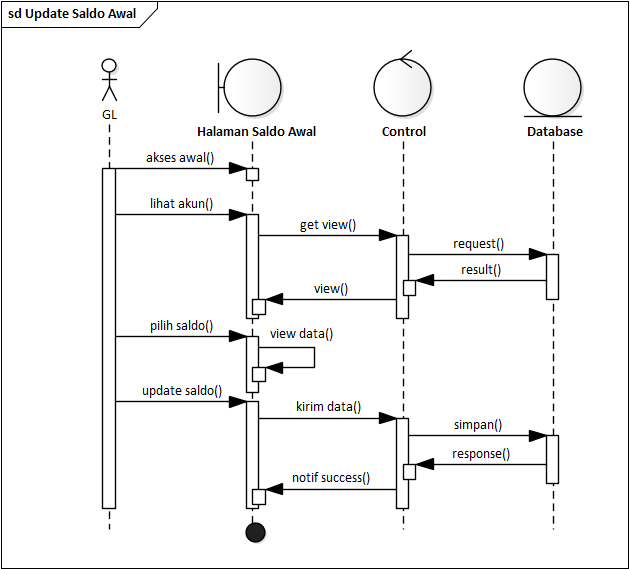 sd Update Saldo Awal
GL
Halaman Saldo Awal
Control
Database
akses awal()
lihat akun()
get view()
request()
result()
view()
pilih saldo()
view data()
update saldo()
kirim data()
simpan()
response()
notif success()